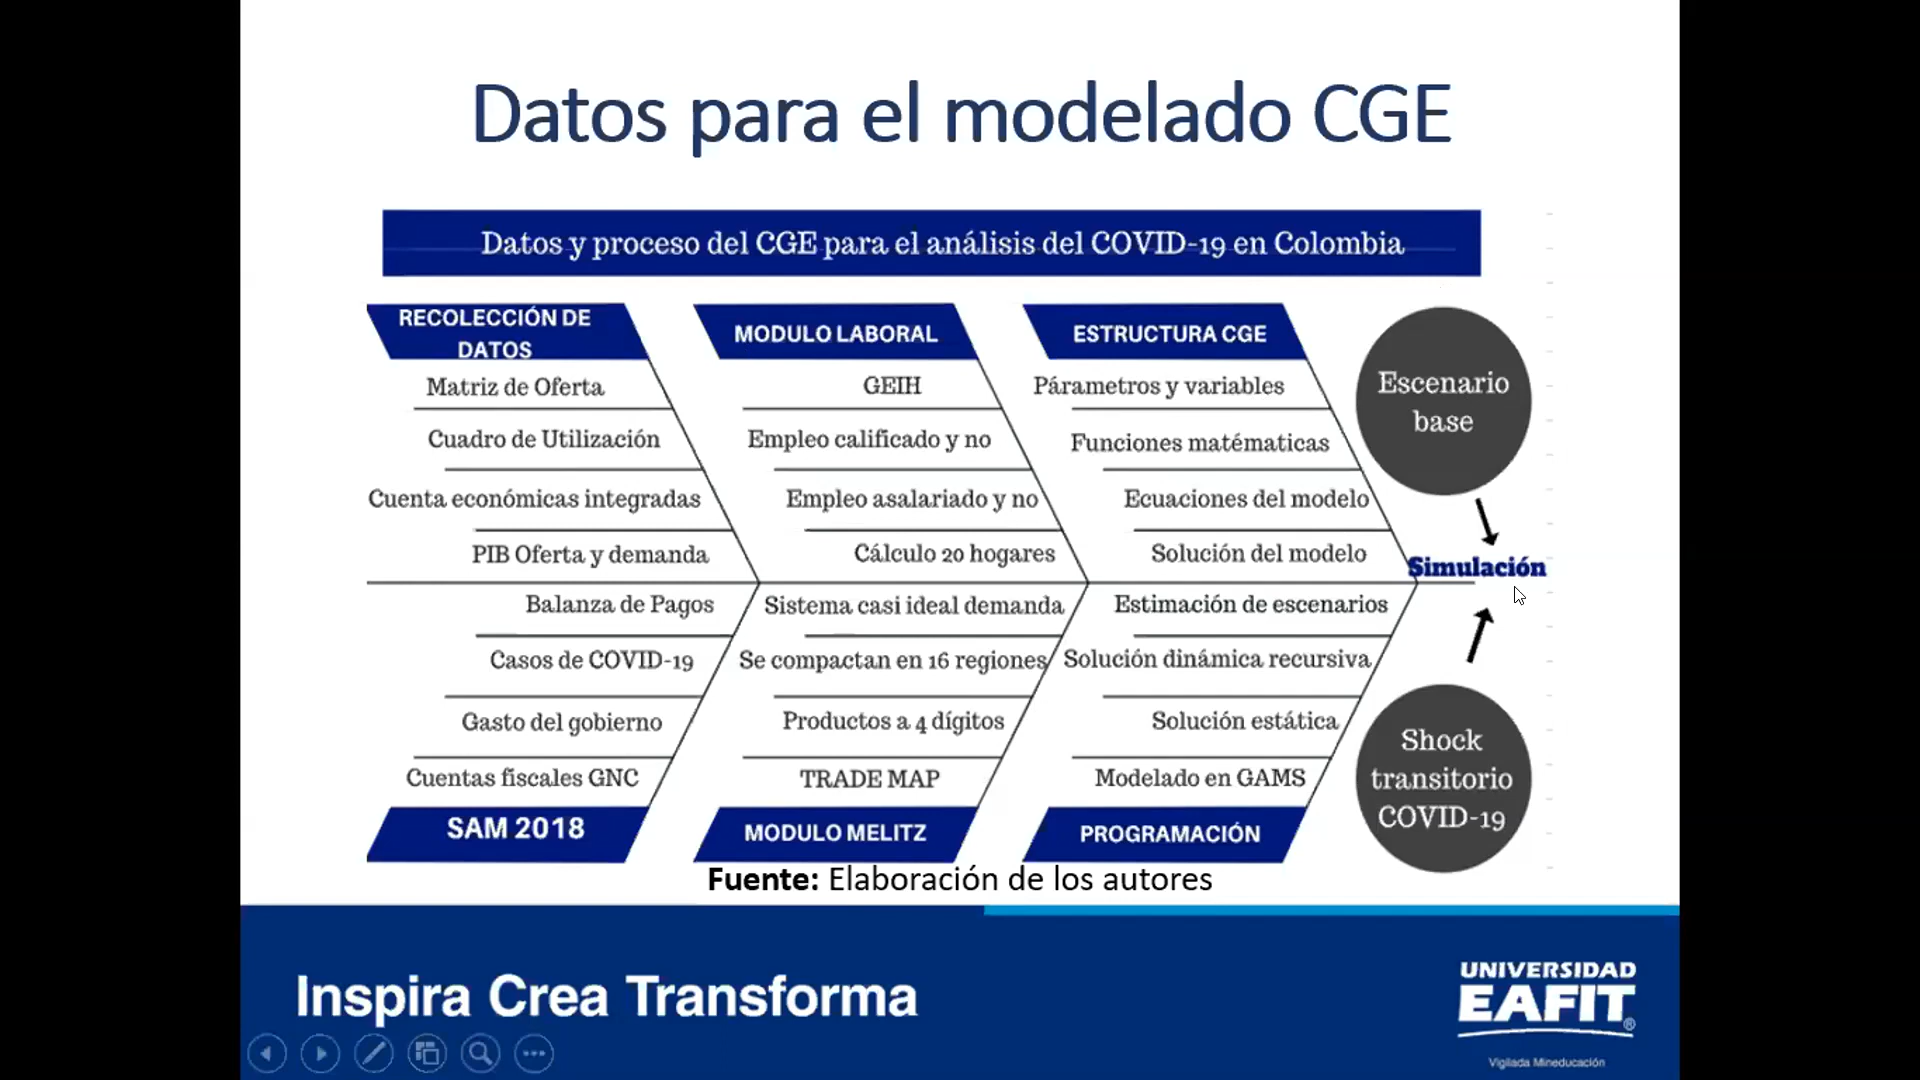 Datos para el modelado CGE
Datos y proceso del CGE para el análisis del COVID-19 en Colombia
RECOLECCIÓN DE
DATOS
Matriz de Oferta
Cuadro de Utilización
Cuenta económicas integradas
PIB Oferta y demanda
Balanza de Pagos
Casos de COVID-19
Gasto del gobierno
Cuentas fiscales GNC
SAM 2018
MODULO LABORAL
GEIH
Empleo calificado y no
Empleo asalariado y no
Cálculo 20 hogares
Sistema casi ideal demanda
Se compactan en 16 regiones
Productos a 4 dígitos
TRADE MAP
MODULO MELITZ
ESTRUCTURA CGE
Párametros y variables
Funciones matématicas
Ecuaciones del modelo
Solución del modelo
Estimación de escenarios
Solución dinámica recursiva
Solución estática
Modelado en GAMS
PROGRAMACIÓN
Escenario
base
Simulación
Shock
transitorio
COVID-19
Fuente: Elaboración de los autores
Inspira Crea Transforma
UNIVERSIDAD
EAFIT®
Vigilada Mineducación